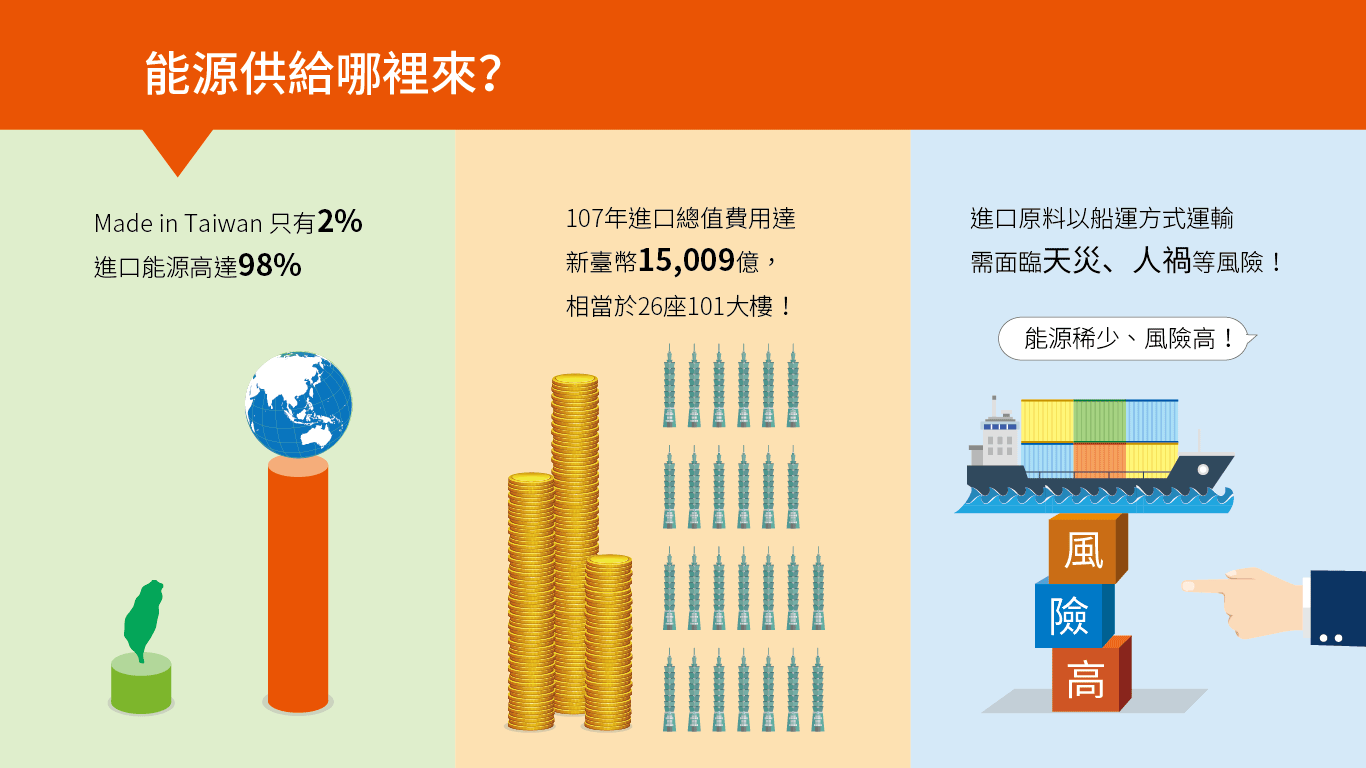 能源供給哪裡來？
Made in Taiwan 只有2%
進口能源高達98%
107年進口總值費用達
新臺幣15,009億，
相當於26座101大樓！
進口原料以船運方式運輸
需面臨天災、人禍等風險！
能源稀少、風險高！
風
險
高